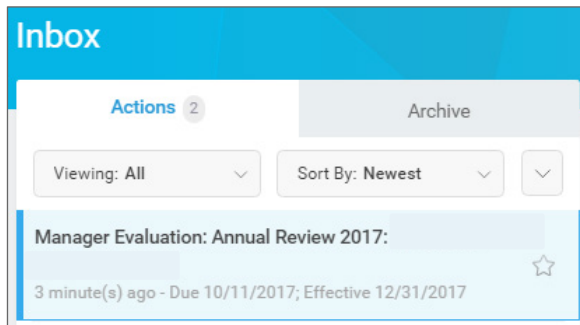 Inbox
Actions 2
Archive
Viewing: All
Sort By: Newest
Manager Evaluation: Annual Review 2017:
3 minute(s) ago - Due 10/11/2017; Effective 12/31/2017